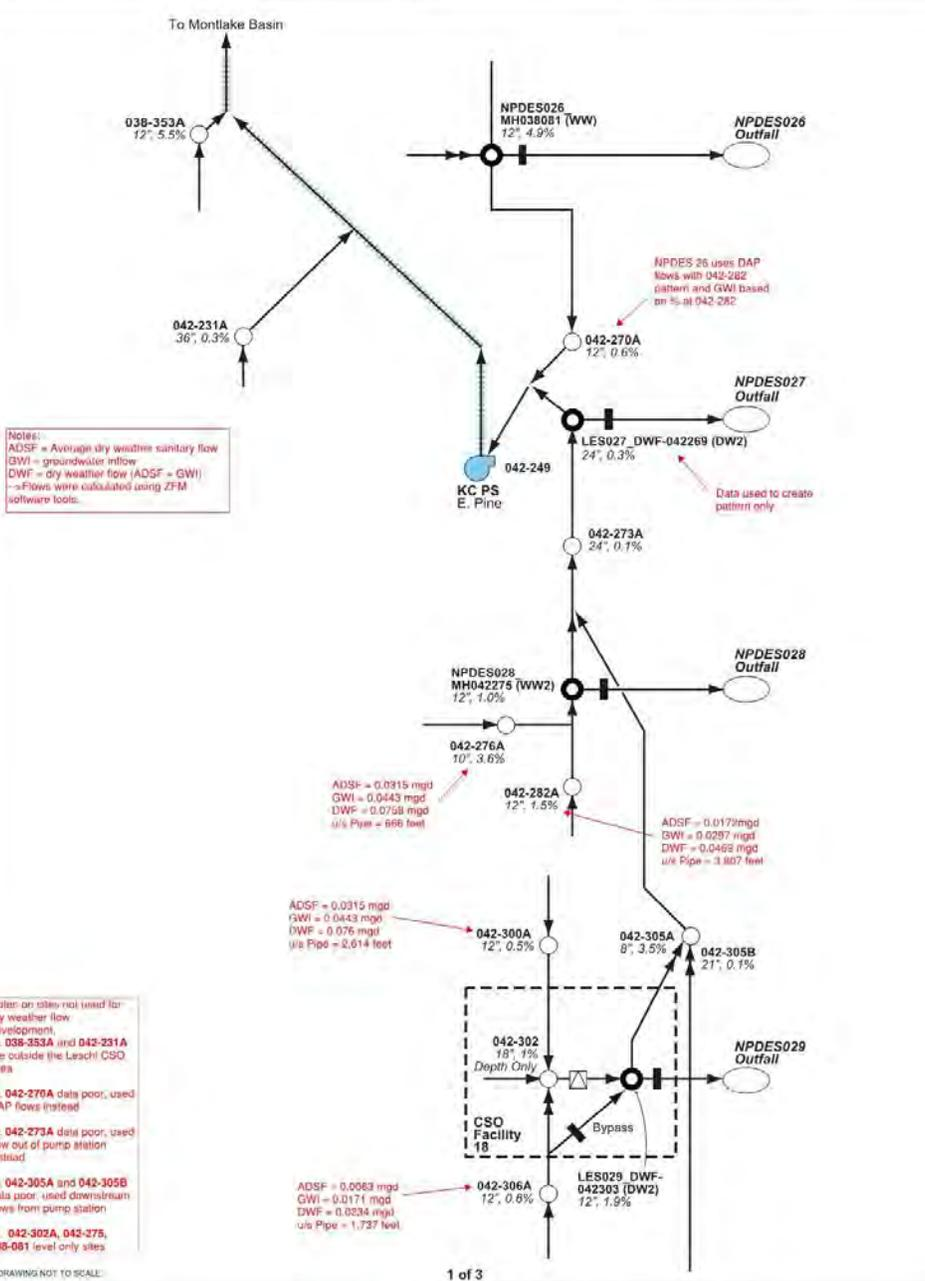 To Montlake Basin
038-353A
12", 5.5%
NPDES026_
MH038081 (WW)
12", 4.9%
NPDES026
Outfall
NPDES 26 uses DAP
flows with 042-282
pattern and GWI based
on % at 042-282
042-231A
36", 0.3%
042-270A
12", 0.6%
NPDES027
Outfall
LES027_DWF-042269 (DW2)
24", 0.3%
Notes:
ADSF = Average dry weather sanitary flow
GWI = groundwater inflow
DWF = dry weather flow (ADSF + GWI)
-->Flows were calculated using ZFM
software tools.
042-249
KC PS
E. Pine
Data used to create
pattern only
042-273A
24", 0.1%
NPDES028_
MH042275 (WW2)
12", 1.0%
NPDES028
Outfall
042-276A
10", 3.6%
ADSF = 0.0315 mgd
GWI = 0.0443 mgd
DWF = 0.0758 mgd
u/s Pipe = 666 feet
042-282A
12", 1.5%
ADSF = 0.0172mgd
GWI = 0.0297 mgd
DWF = 0.0469 mgd
u/s Pipe = 3,807 feet
ADSF = 0.0315 mgd
GWI = 0.0443 mgd
DWF = 0.076 mgd
u/s Pipe = 2,614 feet
042-300A
12", 0.5%
042-305A
8", 3.5%
042-305B
21", 0.1%
on sites not used for
weather flow
038-353A and 042-231A
outside the Leschi CSO
042-270A data poor, used
flows instead
042-273A data poor, used
out of pump station
042-305A and 042-305B
poor, used downstream
from pump station
042-302A, 042-275,
level only sites
042-302
18", 1%
Depth Only
CSO
Facility
18
Bypass
NPDES029
Outfall
LES029_DWF-
042303 (DW2)
12", 1.9%
ADSF = 0.0063 mgd
GWI = 0.0171 mgd
DWF = 0.0234 mgd
u/s Pipe = 1,737 feet
042-306A
12", 0.6%
DRAWING NOT TO SCALE
1 of 3